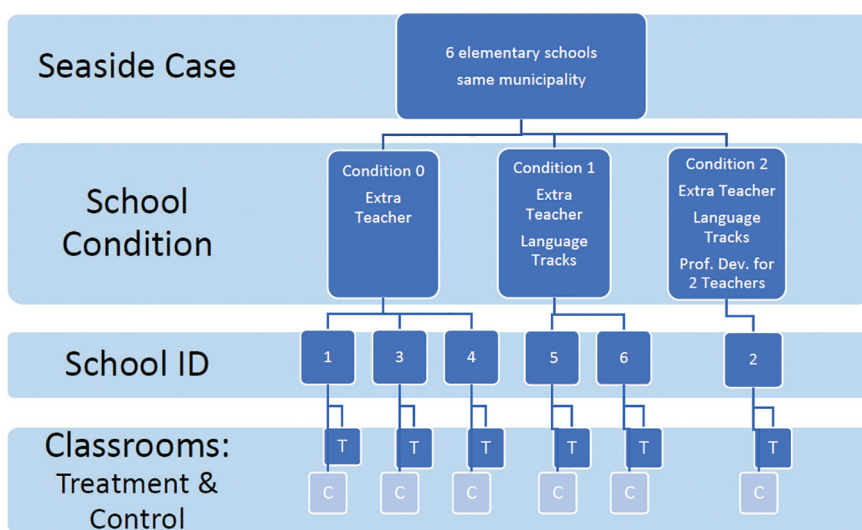 Seaside Case
6 elementary schools
same municipality
School
Condition
Condition 0
Extra
Teacher
Condition 1
Extra
Teacher
Language
Tracks
Condition 2
Extra Teacher
Language
Tracks
Prof. Dev. for
2 Teachers
School ID
1
3
4
5
6
2
Classrooms:
Treatment &
Control
T
T
T
T
T
T
C
C
C
C
C
C